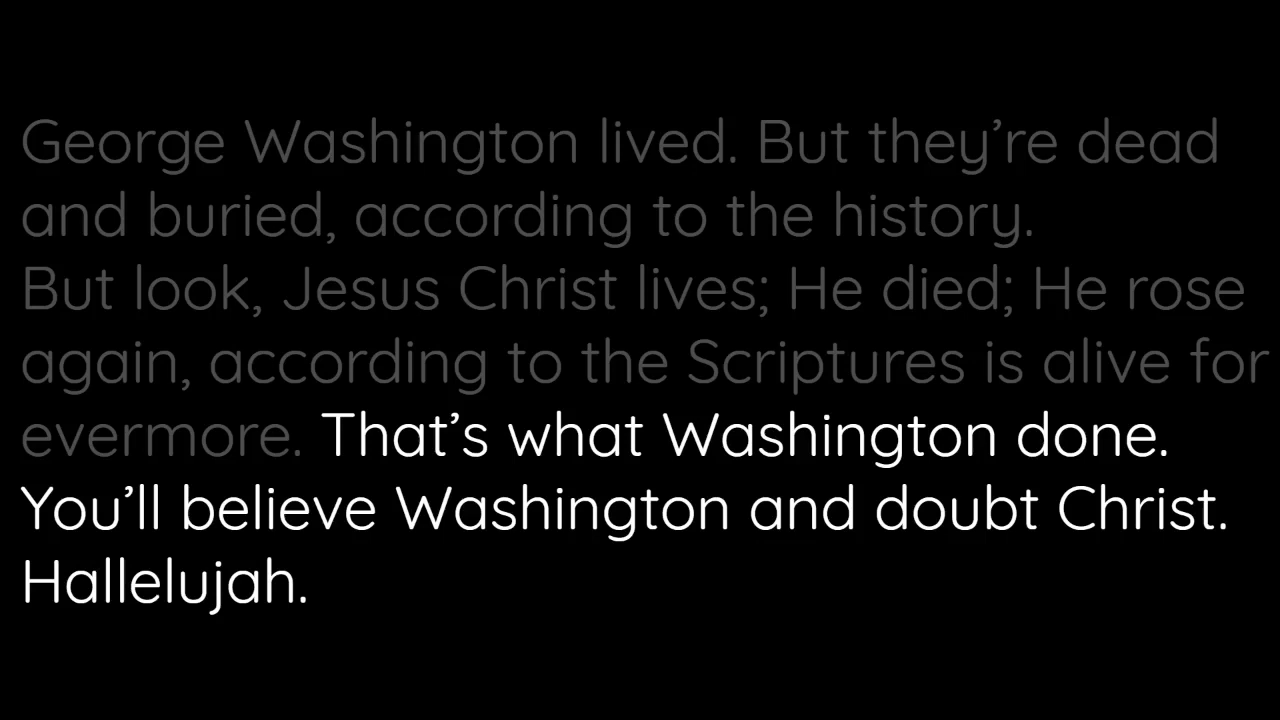 George Washington lived. But they’re dead
and buried, according to the history.
But look, Jesus Christ lives; He died; He rose
again, according to the Scriptures is alive for
evermore. That’s what Washington done.
You’ll believe Washington and doubt Christ.
Hallelujah.